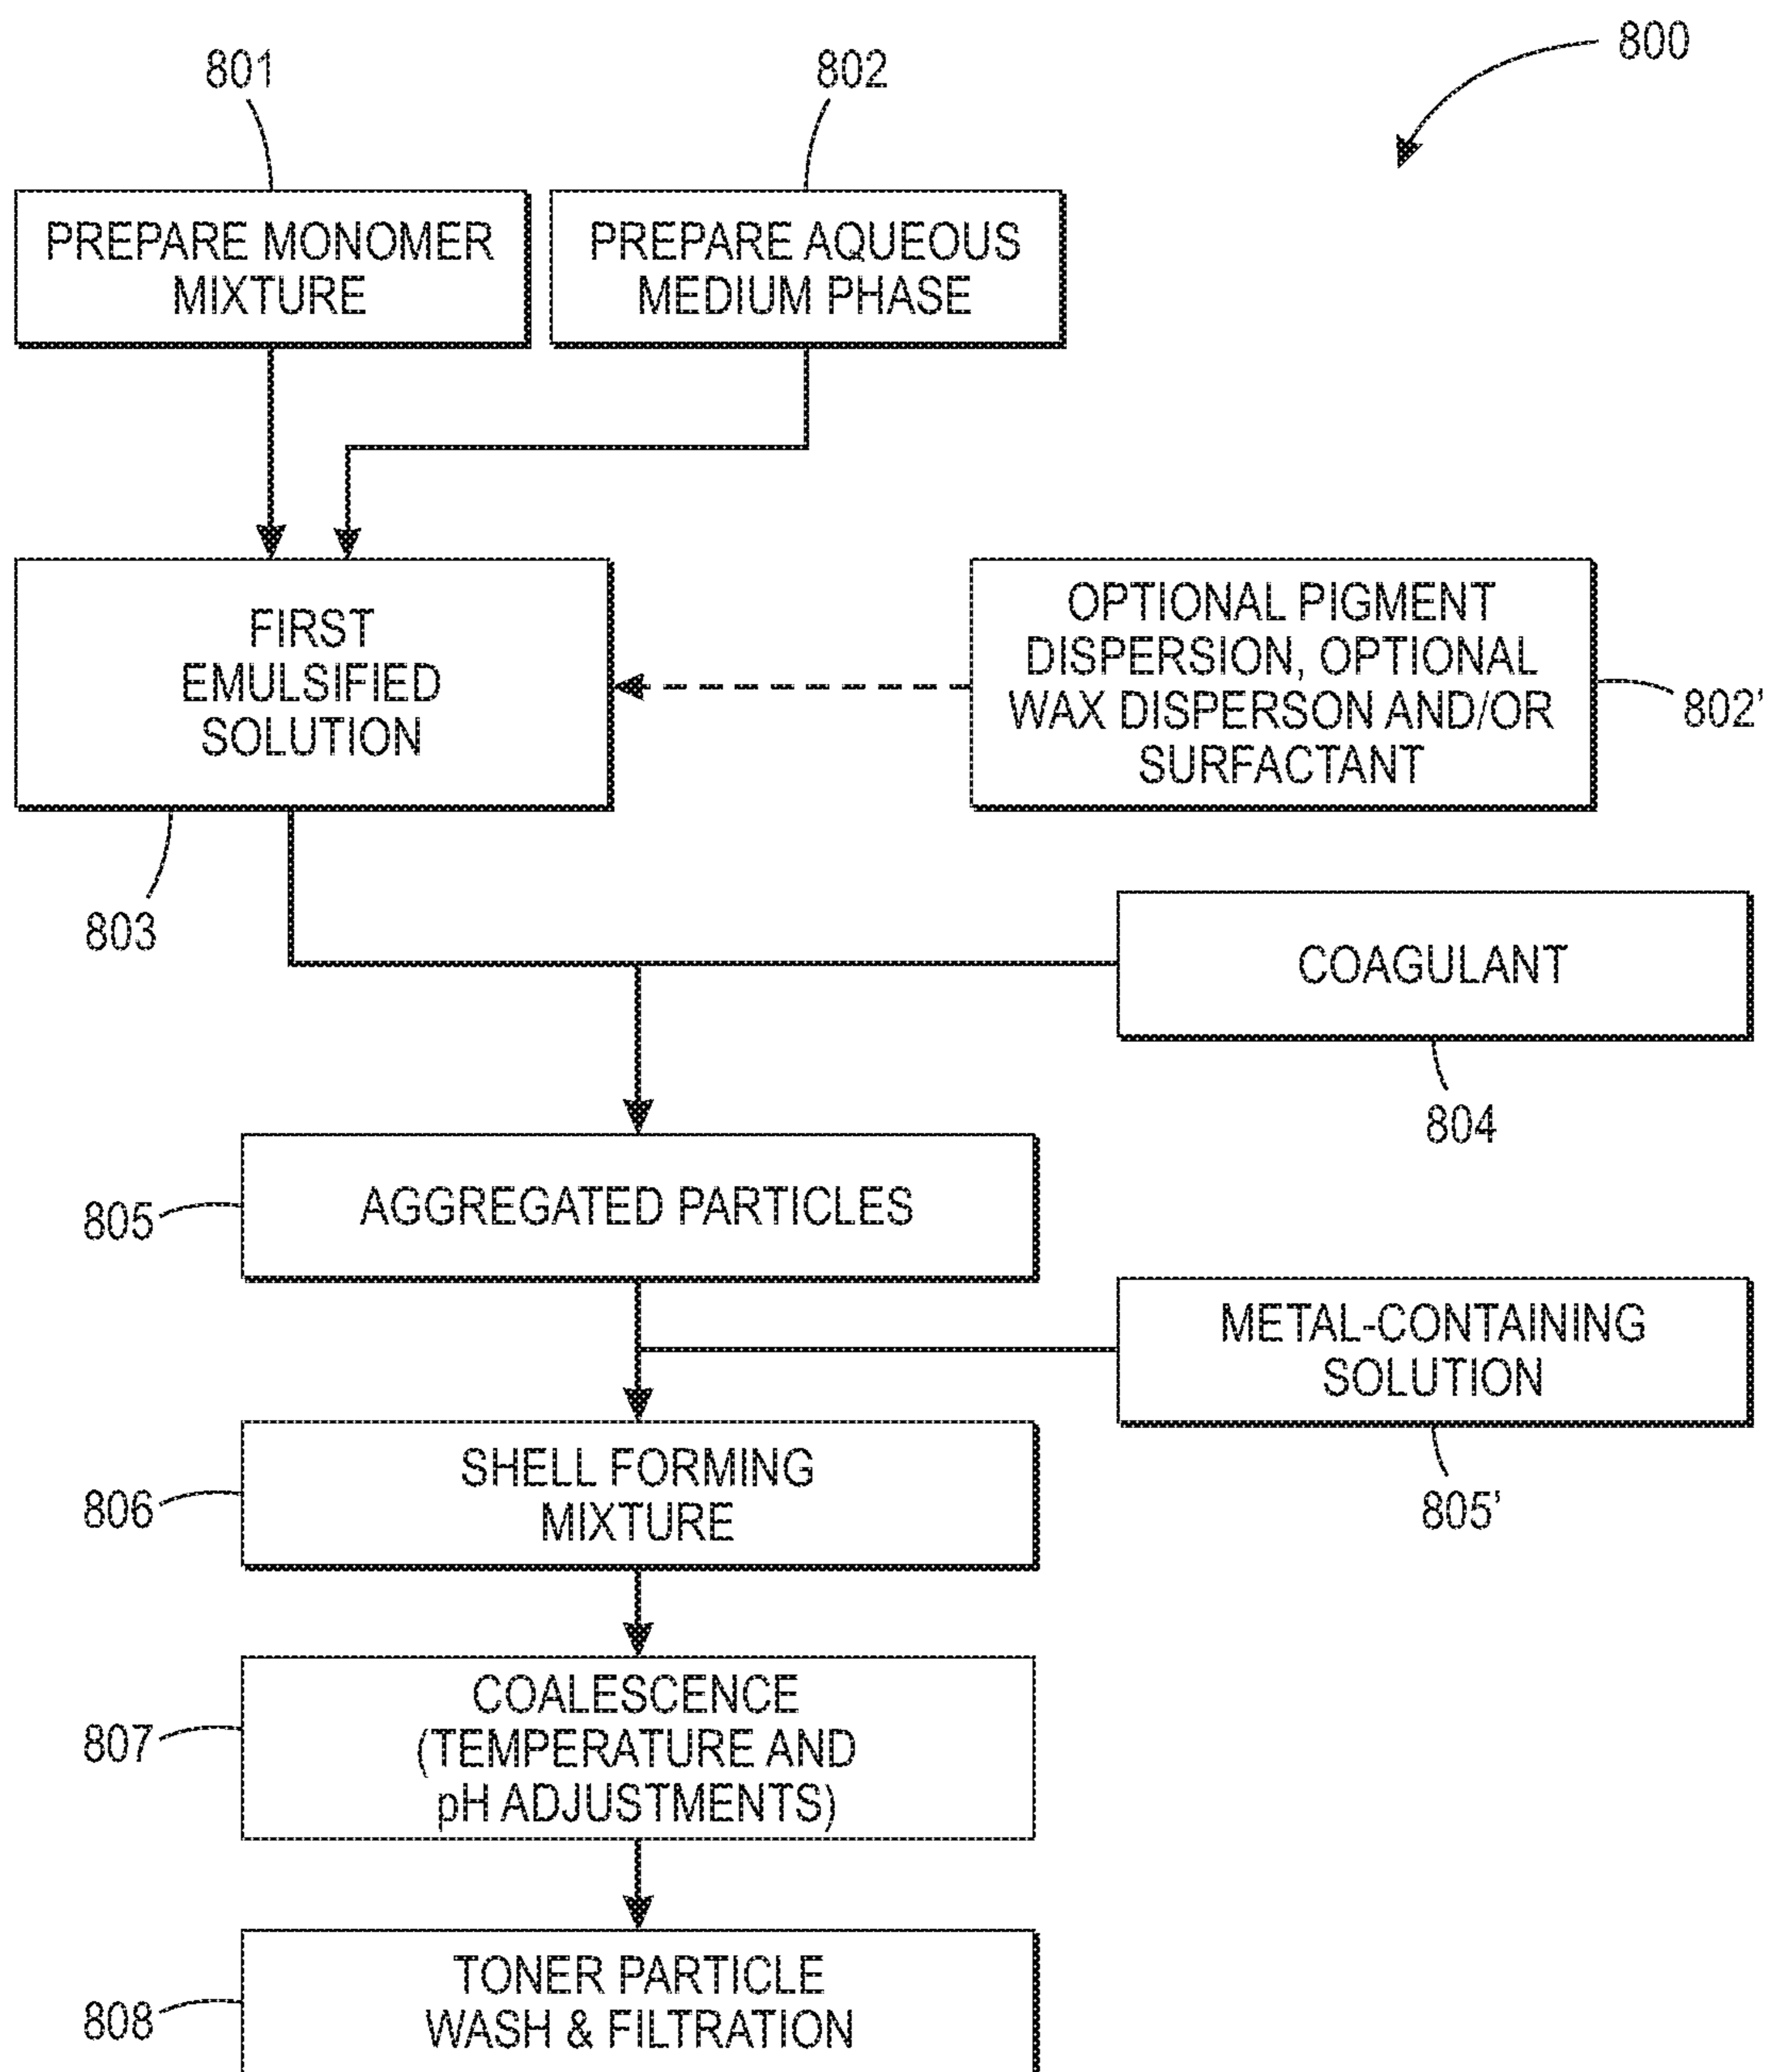 800
801
802
PREPARE MONOMER
MIXTURE
PREPARE AQUEOUS
MEDIUM PHASE
FIRST
EMULSIFIED
SOLUTION
803
OPTIONAL PIGMENT
DISPERSION, OPTIONAL
WAX DISPERSON AND/OR
SURFACTANT
802'
COAGULANT
804
805
AGGREGATED PARTICLES
METAL-CONTAINING
SOLUTION
805'
806
SHELL FORMING
MIXTURE
807
COALESCENCE
(TEMPERATURE AND
pH ADJUSTMENTS)
808
TONER PARTICLE
WASH & FILTRATION